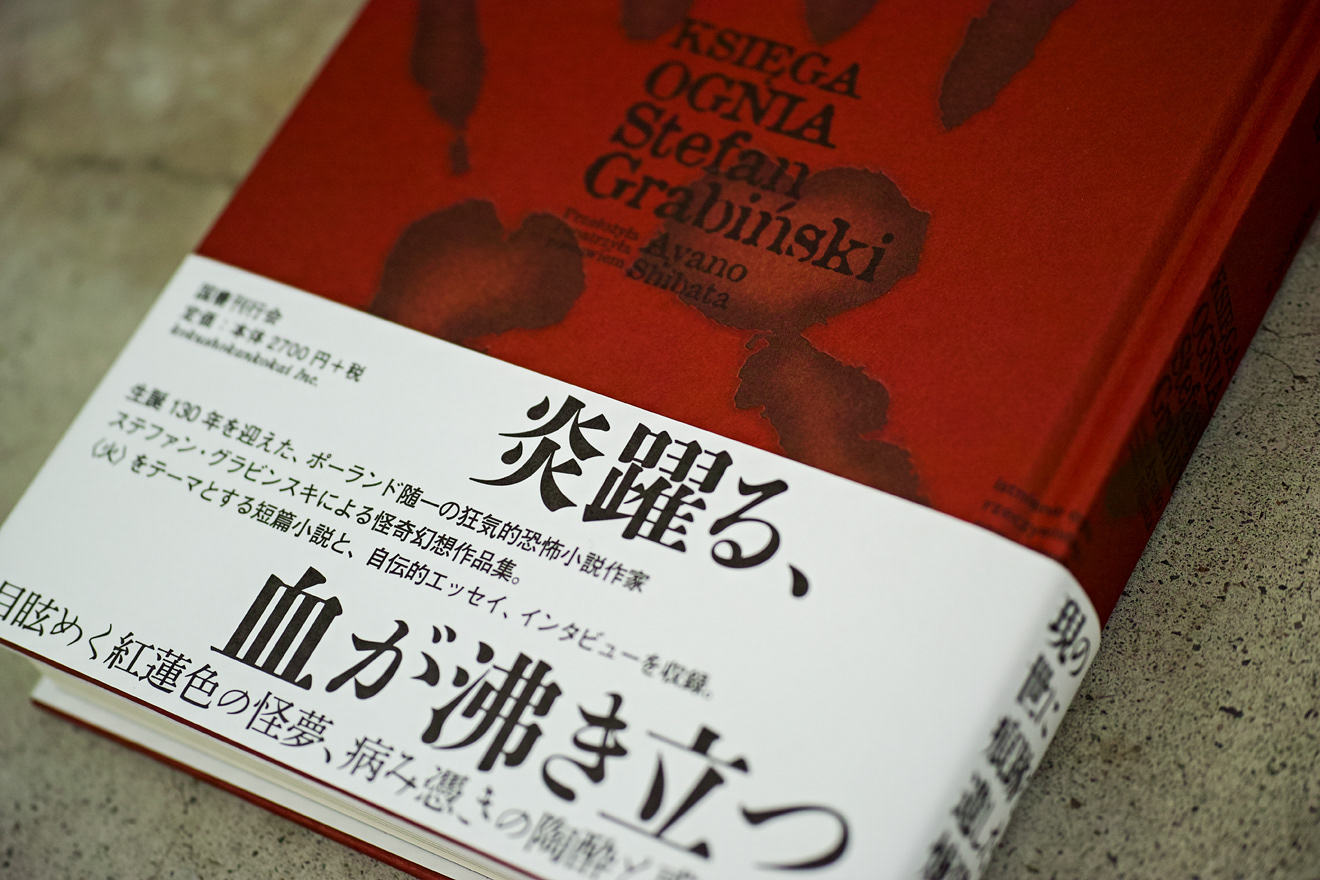 KSIĘGA
OGNIA
Stefan
Grabiński
Przełożyła
Ayano
Shibata
国書刊行会
定価：本体2700円＋税
kokushokankokai Inc.
炎躍る、
生誕130年を迎えた、ポーランド随一の狂気的恐怖小説作家
ステファン・グラビンスキによる怪奇幻想作品集。
〈火〉をテーマとする短篇小説と、自伝的エッセイ、インタビューを収録。
血が沸き立つ
目眩めく紅蓮色の怪夢、病み憑きの陶酔と
現の